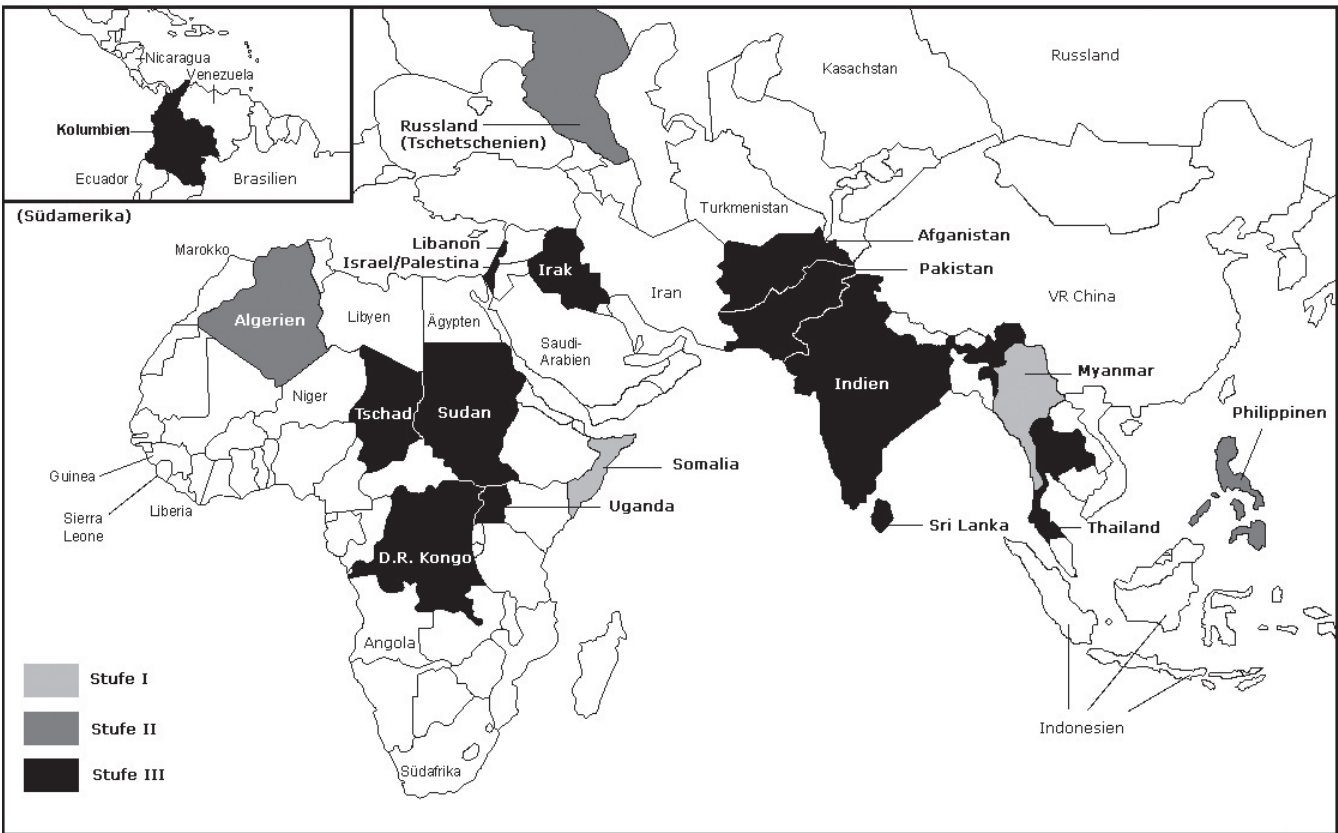 Nicaragua
Venezuela
Kolumbien
Ecuador
Brasilien
(Südamerika)
Russland
(Tschetschenien)
Kasachstan
Russland
Turkmenistan
Marokko
Libanon
Israel/Palestina
Irak
Afganistan
Pakistan
Iran
VR China
Algerien
Libyen
Ägypten
Saudi-
Arabien
Niger
Tschad
Sudan
Indien
Myanmar
Philippinen
Guinea
Sierra
Leone
Liberia
Somalia
Uganda
Sri Lanka
Thailand
D.R. Kongo
Angola
Indonesien
Südafrika
Stufe I
Stufe II
Stufe III